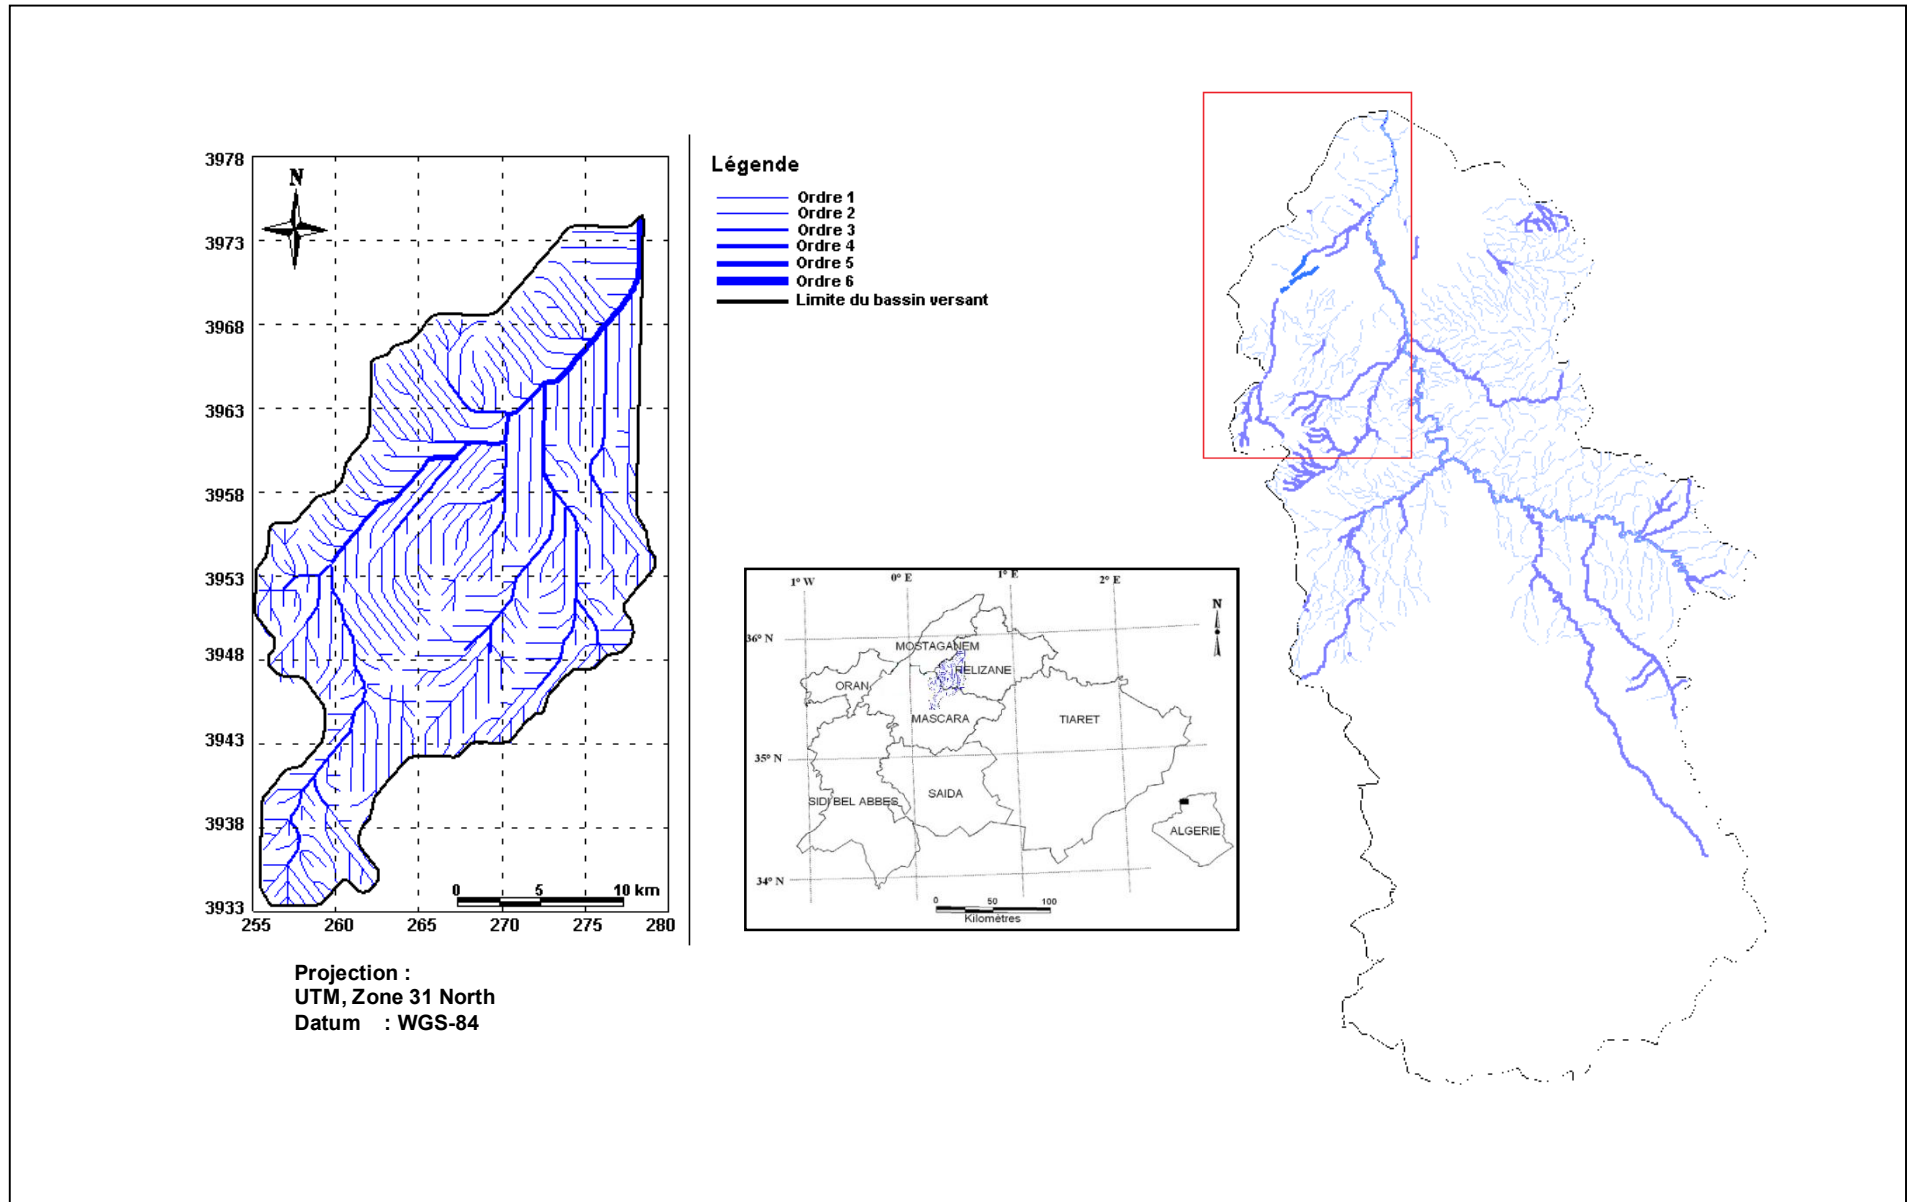 3978
3973
3968
3963
3958
3953
3948
3943
3938
3933
255
260
265
270
275
280
N
0 5 10 km
Légende
Ordre 1
Ordre 2
Ordre 3
Ordre 4
Ordre 5
Ordre 6
Limite du bassin versant
Projection :
UTM, Zone 31 North
Datum : WGS-84
1° W
0° E
1° E
2° E
N
36° N
35° N
34° N
MOSTAGANEM
RELIZANE
ORAN
MASCARA
TIARET
SIDI BEL ABBES
SAIDA
ALGERIE
0 50 100
Kilomètres